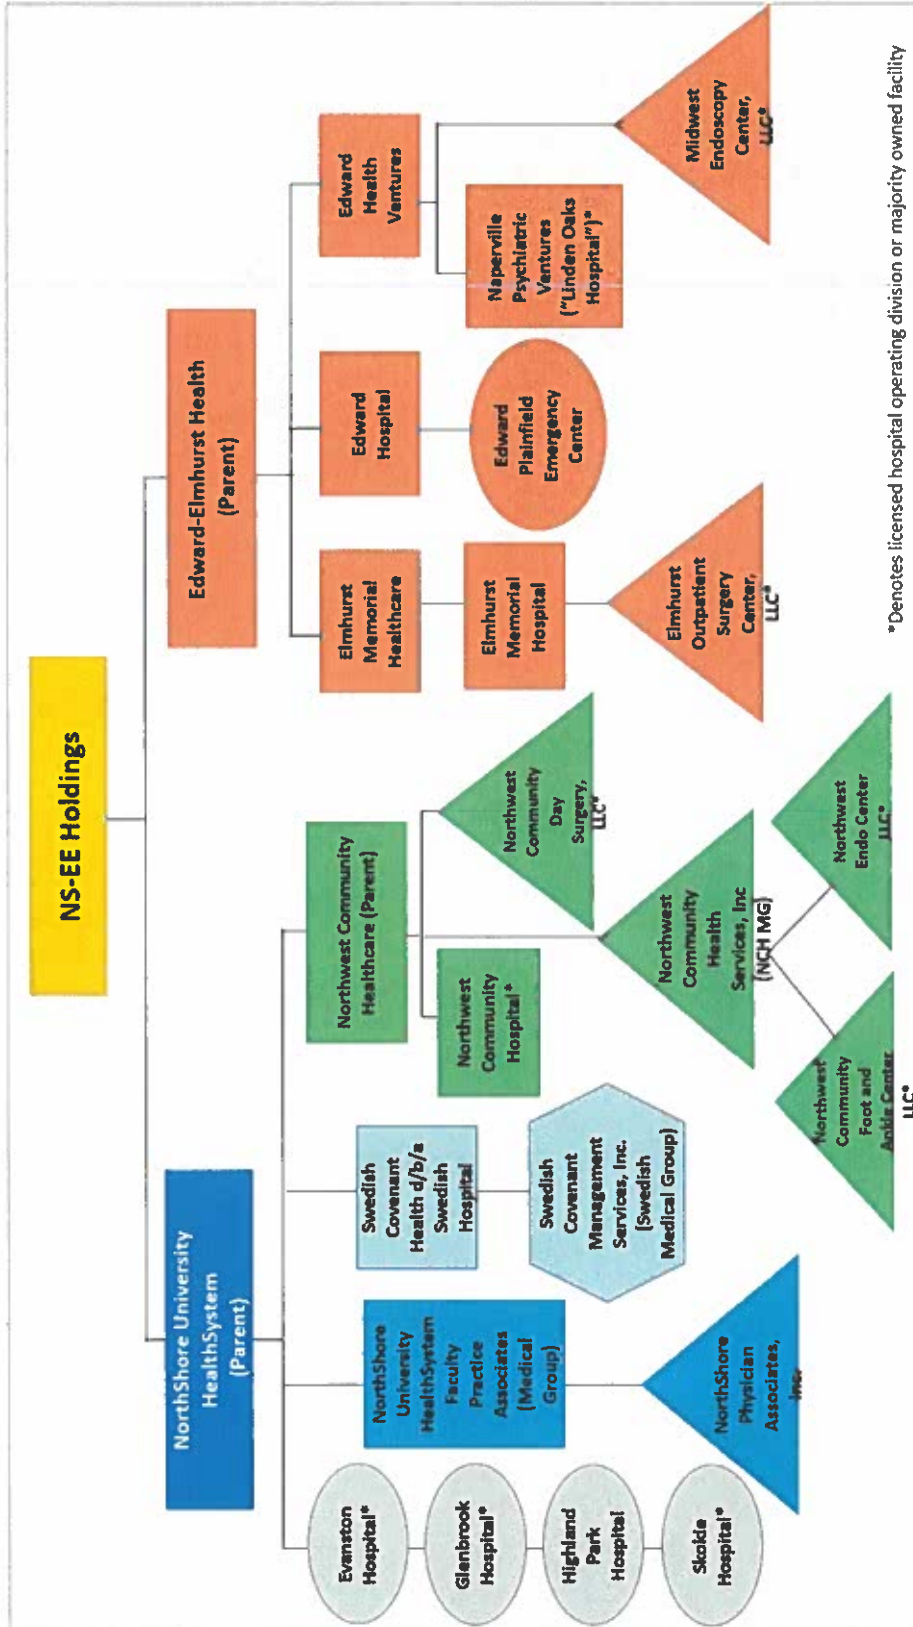 NS-EE Holdings
NorthShore University
HealthSystem
(Parent)
Edward-Elmhurst Health
(Parent)
Evanston
Hospital*
Glenbrook
Hospital*
Highland
Park
Hospital
Skokie
Hospital*
NorthShore
University
HealthSystem
Faculty
Practice
Associates
(Medical
Group)
NorthShore
Physician
Associates,
Inc.
Swedish
Covenant
Health d/b/a
Swedish
Hospital
Swedish
Covenant
Management
Services, Inc.
(Swedish
Medical Group)
Northwest Community
Healthcare (Parent)
Northwest
Community
Hospital*
Northwest
Community
Day
Surgery,
LLC*
Northwest
Community
Health
Services, Inc
(NCH MG)
Northwest
Community
Foot and
Ankle Center
LLC*
Northwest
Endo Center
LLC*
Elmhurst
Memorial
Healthcare
Elmhurst
Memorial
Hospital
Elmhurst
Outpatient
Surgery
Center,
LLC*
Edward
Hospital
Edward
Plainfield
Emergency
Center
Edward
Health
Ventures
Naperville
Psychiatric
Ventures
("Linden Oaks
Hospital")*
Midwest
Endoscopy
Center,
LLC*
*Denotes licensed hospital operating division or majority owned facility